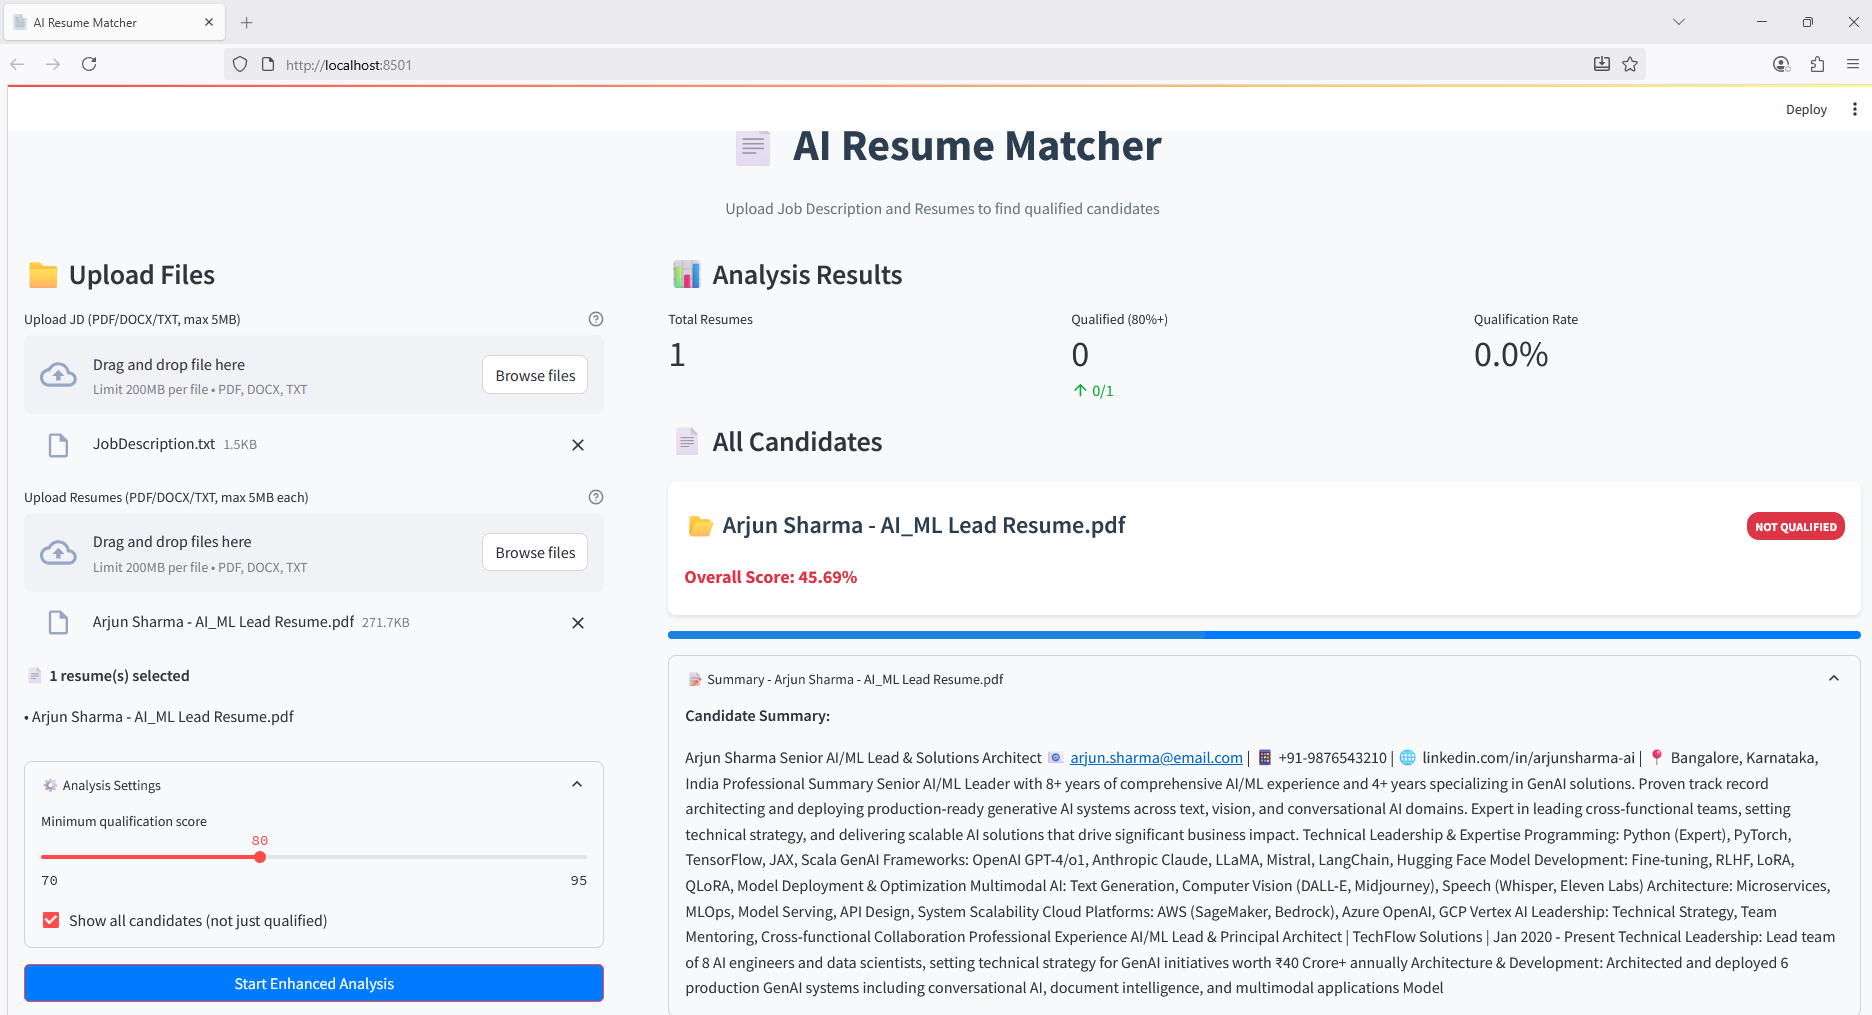 AI Resume Matcher
http://localhost:8501
Deploy
AI Resume Matcher
Upload Job Description and Resumes to find qualified candidates
Upload Files
Upload JD (PDF/DOCX/TXT, max 5MB)
Drag and drop file here
Limit 200MB per file • PDF, DOCX, TXT
Browse files
JobDescription.txt 1.5KB
Upload Resumes (PDF/DOCX/TXT, max 5MB each)
Drag and drop files here
Limit 200MB per file • PDF, DOCX, TXT
Browse files
Arjun Sharma - AI_ML Lead Resume.pdf 271.7KB
1 resume(s) selected
• Arjun Sharma - AI_ML Lead Resume.pdf
Analysis Settings
Minimum qualification score
80
70 95
Show all candidates (not just qualified)
Start Enhanced Analysis
Analysis Results
Total Resumes
1
Qualified (80%+)
0
↑ 0/1
Qualification Rate
0.0%
All Candidates
Arjun Sharma - AI_ML Lead Resume.pdf
NOT QUALIFIED
Overall Score: 45.69%
Summary - Arjun Sharma - AI_ML Lead Resume.pdf
Candidate Summary:
Arjun Sharma Senior AI/ML Lead & Solutions Architect 📧 arjun.sharma@email.com | 📱 +91-9876543210 | 🌐 linkedin.com/in/arjunsharma-ai | 📍 Bangalore, Karnataka,
India Professional Summary Senior AI/ML Leader with 8+ years of comprehensive AI/ML experience and 4+ years specializing in GenAI solutions. Proven track record
architecting and deploying production-ready generative AI systems across text, vision, and conversational AI domains. Expert in leading cross-functional teams, setting
technical strategy, and delivering scalable AI solutions that drive significant business impact. Technical Leadership & Expertise Programming: Python (Expert), PyTorch,
TensorFlow, JAX, Scala GenAI Frameworks: OpenAI GPT-4/o1, Anthropic Claude, LLaMA, Mistral, LangChain, Hugging Face Model Development: Fine-tuning, RLHF, LoRA,
QLoRA, Model Deployment & Optimization Multimodal AI: Text Generation, Computer Vision (DALL-E, Midjourney), Speech (Whisper, Eleven Labs) Architecture: Microservices,
MLOps, Model Serving, API Design, System Scalability Cloud Platforms: AWS (SageMaker, Bedrock), Azure OpenAI, GCP Vertex AI Leadership: Technical Strategy, Team
Mentoring, Cross-functional Collaboration Professional Experience AI/ML Lead & Principal Architect | TechFlow Solutions | Jan 2020 - Present Technical Leadership: Lead team
of 8 AI engineers and data scientists, setting technical strategy for GenAI initiatives worth ₹40 Crore+ annually Architecture & Development: Architected and deployed 6
production GenAI systems including conversational AI, document intelligence, and multimodal applications Model